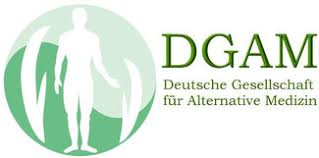 DGAM
Deutsche Gesellschaft
für Alternative Medizin